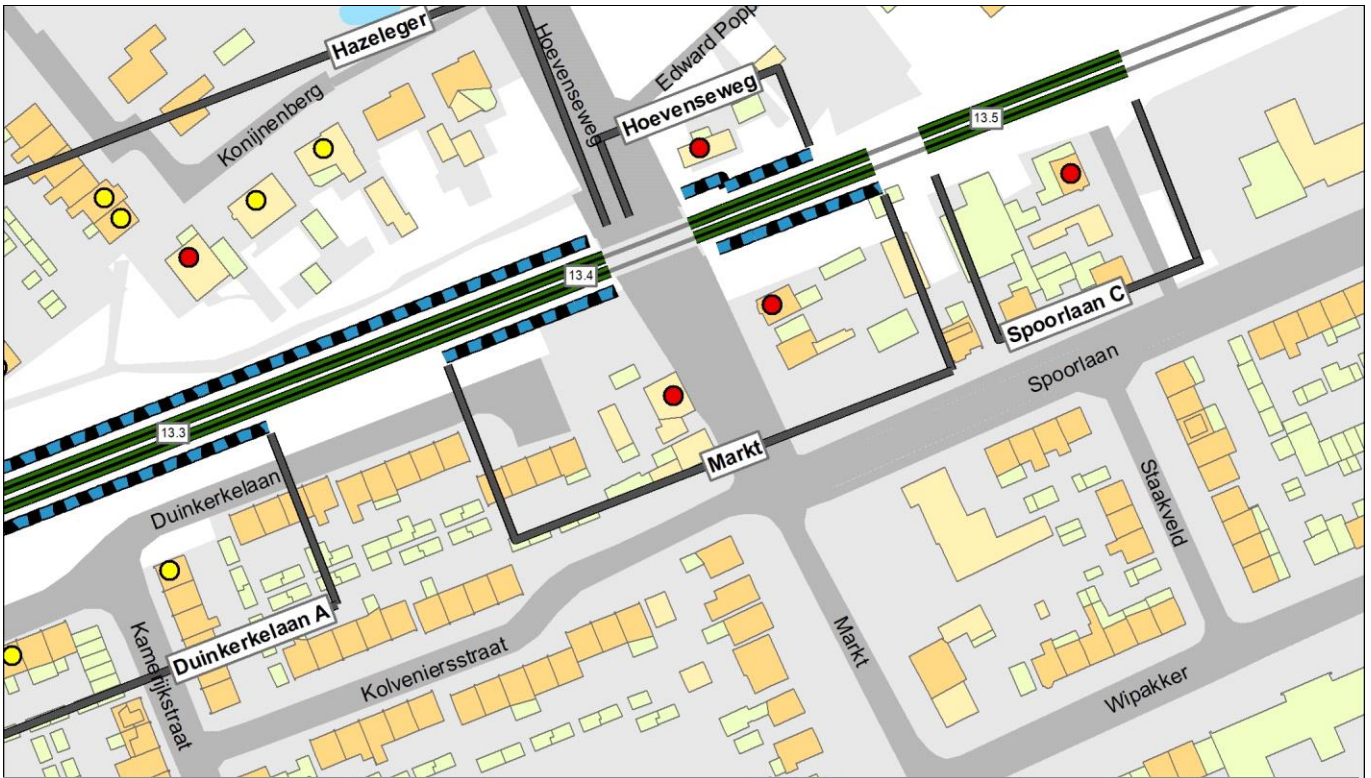 Hazeleger
Hoevenseweg
Edward Popp
Hoevenseweg
Konijnenberg
13.5
13.4
Spoorlaan C
Spoorlaan
13.3
Markt
Duinkerkelaan
Staakveld
Duinkerkelaan A
Kamerijkstraat
Kolveniersstraat
Markt
Wipakker